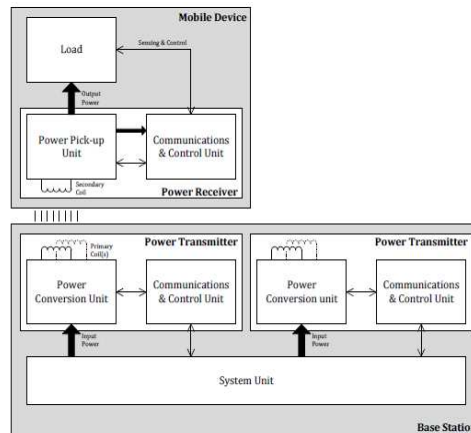 Mobile Device
Load
Sensing & Control
Output
Power
Power Pick-up
Unit
Communications
& Control Unit
Secondary
Coil
Power Receiver
Primary
Coil(s)
Power Transmitter
Power
Conversion Unit
Communications
& Control Unit
Power Transmitter
Power
Conversion unit
Communications
& Control Unit
Input
Power
Input
Power
System Unit
Base Statio